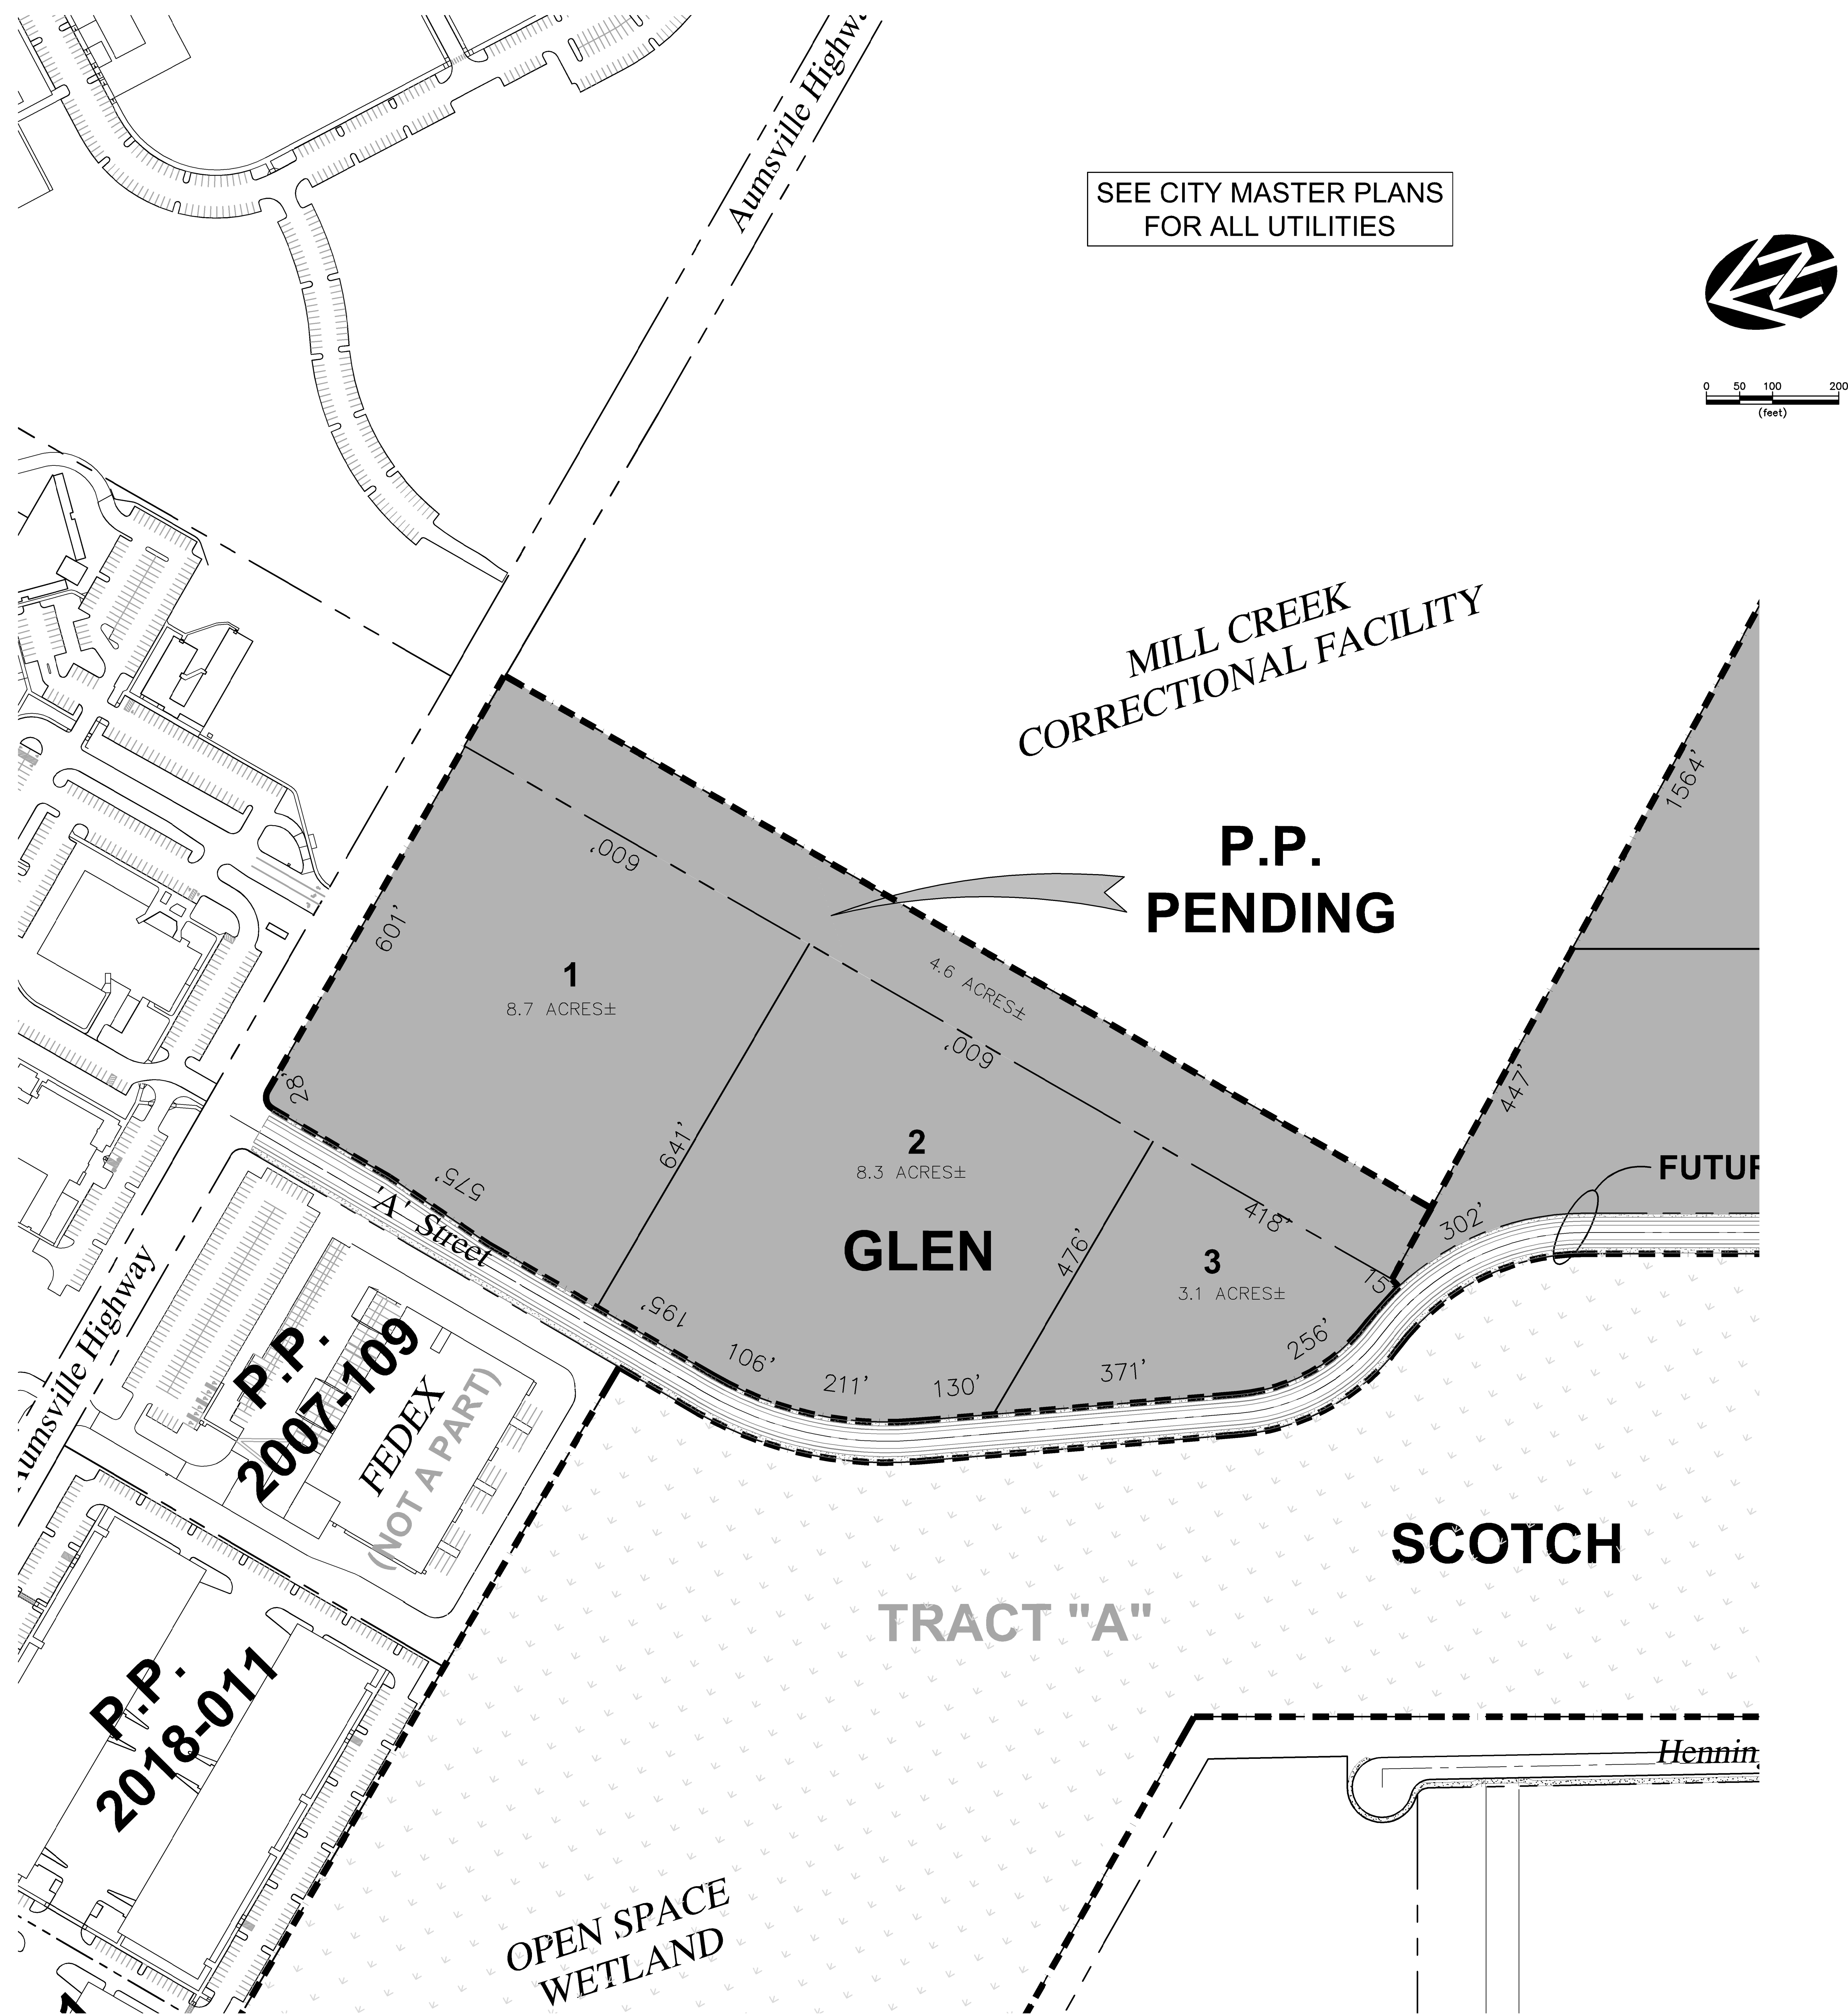 Aumsville Highwa
SEE CITY MASTER PLANS
FOR ALL UTILITIES
N
0 50 100 200
(feet)
MILL CREEK
CORRECTIONAL FACILITY
1564'
P.P.
PENDING
600'
601'
1
8.7 ACRES±
4.6 ACRES±
600'
447'
28'
641'
2
8.3 ACRES±
FUTUR
575'
'A' Street
GLEN
476'
418'
302'
3
3.1 ACRES±
15'
195'
106'
211'
130'
371'
256'
Aumsville Highway
P.P.
2007-109
FEDEX
(NOT A PART)
SCOTCH
TRACT "A"
P.P.
2018-011
Hennin
OPEN SPACE
WETLAND
1